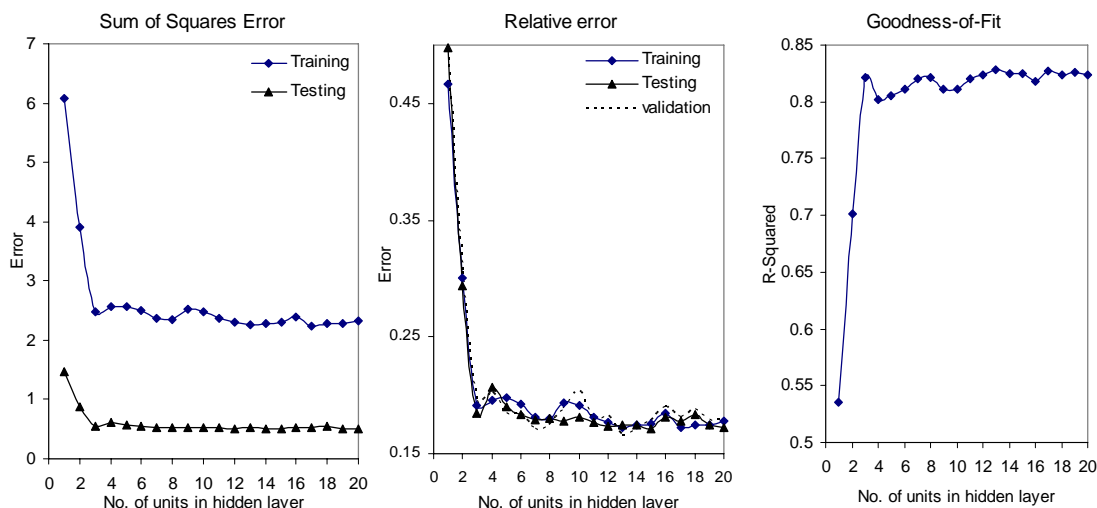 Sum of Squares Error
7
6
5
4
3
2
1
0
Error
Training
Testing
0 2 4 6 8 10 12 14 16 18 20
No. of units in hidden layer
Relative error
0.45
0.35
0.25
0.15
Error
Training
Testing
validation
0 2 4 6 8 10 12 14 16 18 20
No. of units in hidden layer
Goodness-of-Fit
0.85
0.8
0.75
0.7
0.65
0.6
0.55
0.5
R-Squared
0 2 4 6 8 10 12 14 16 18 20
No. of units in hidden layer